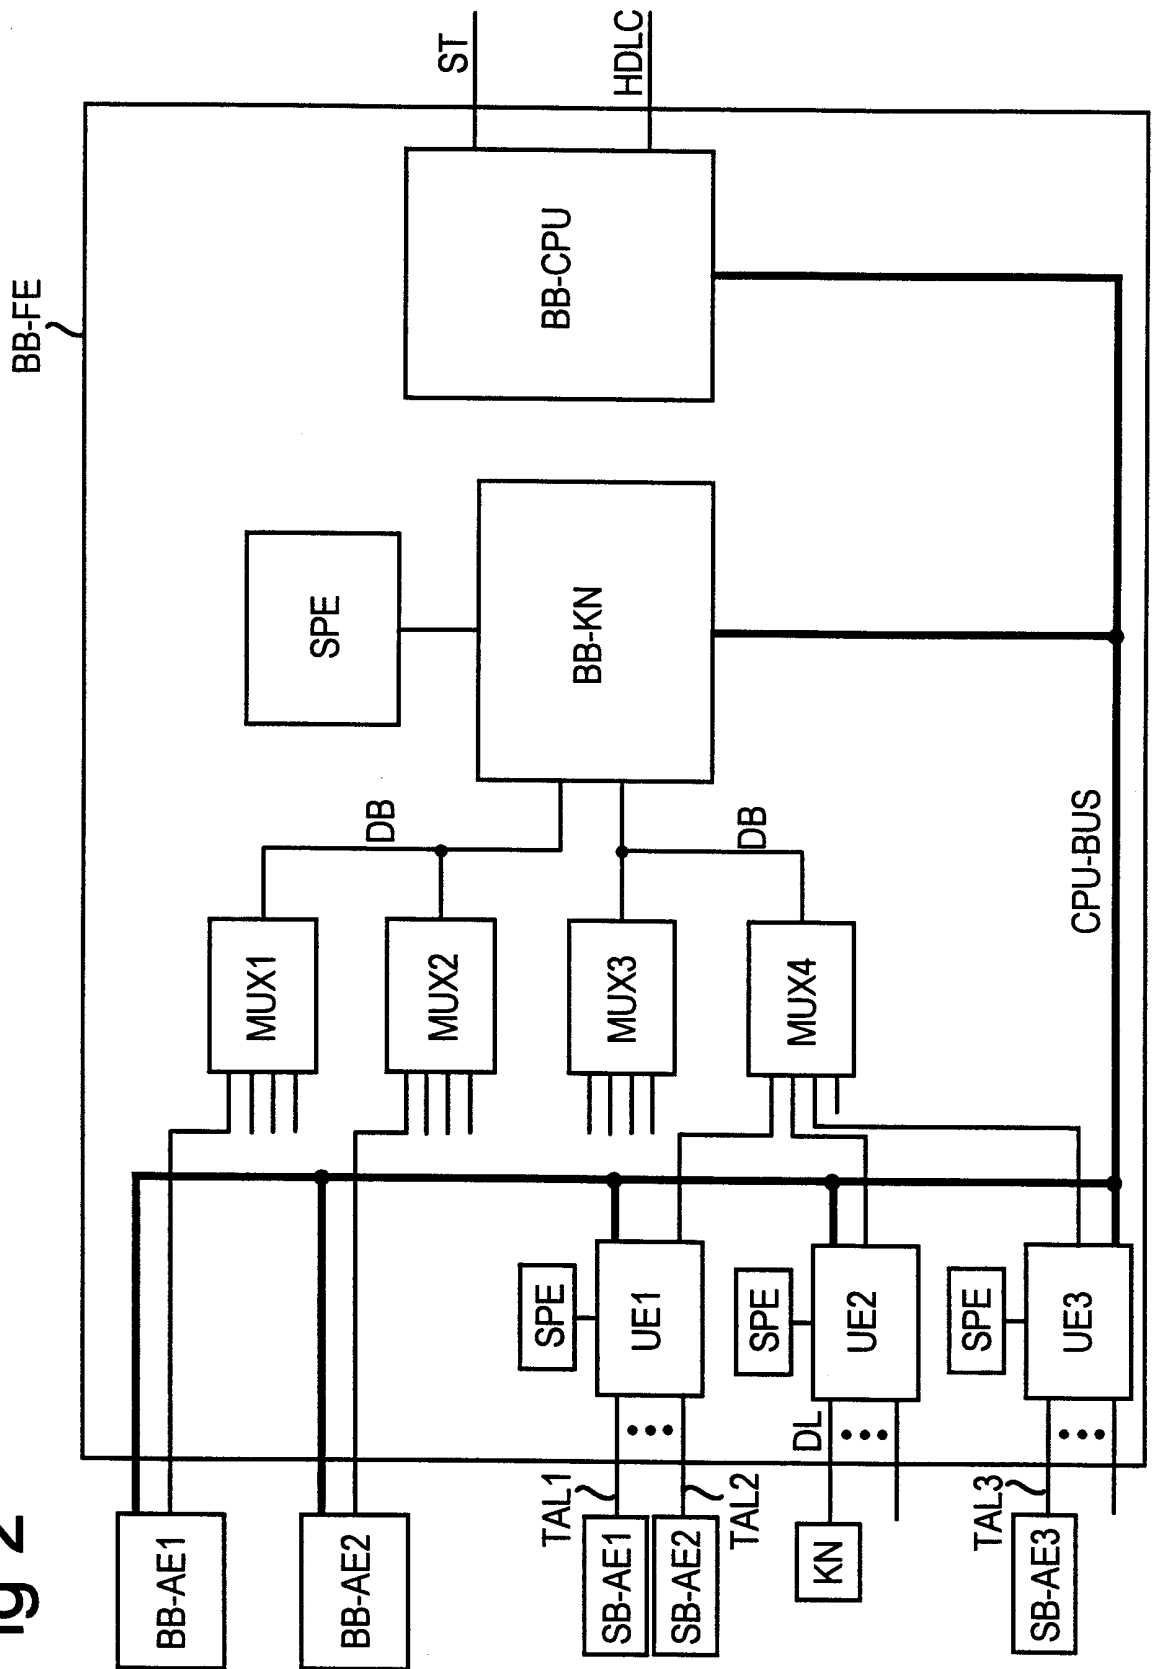 BB-FE
ST
HDLC
BB-CPU
SPE
BB-KN
DB
DB
CPU-BUS
MUX1
MUX2
MUX3
MUX4
SPE
UE1
SPE
UE2
SPE
UE3
DL
TAL1
TAL2
TAL3
BB-AE1
BB-AE2
SB-AE1
SB-AE2
KN
SB-AE3
ig 2